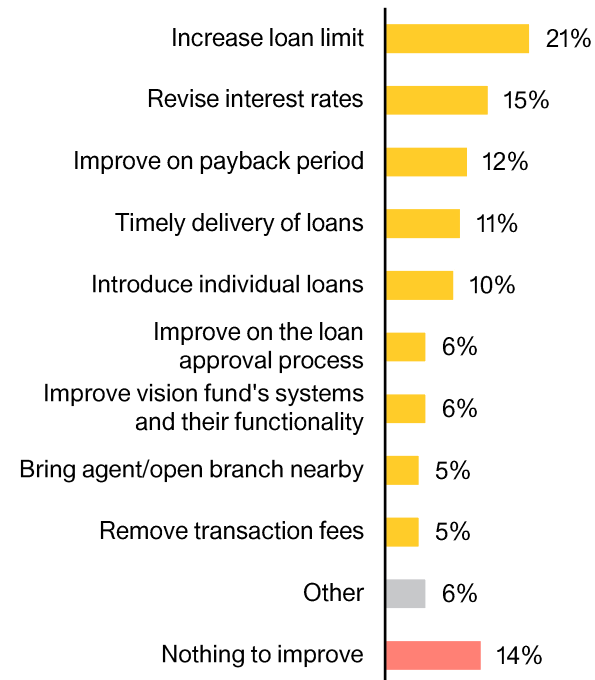 Increase loan limit 21%
Revise interest rates 15%
Improve on payback period 12%
Timely delivery of loans 11%
Introduce individual loans 10%
Improve on the loan
approval process 6%
Improve vision fund's systems
and their functionality 6%
Bring agent/open branch nearby 5%
Remove transaction fees 5%
Other 6%
Nothing to improve 14%